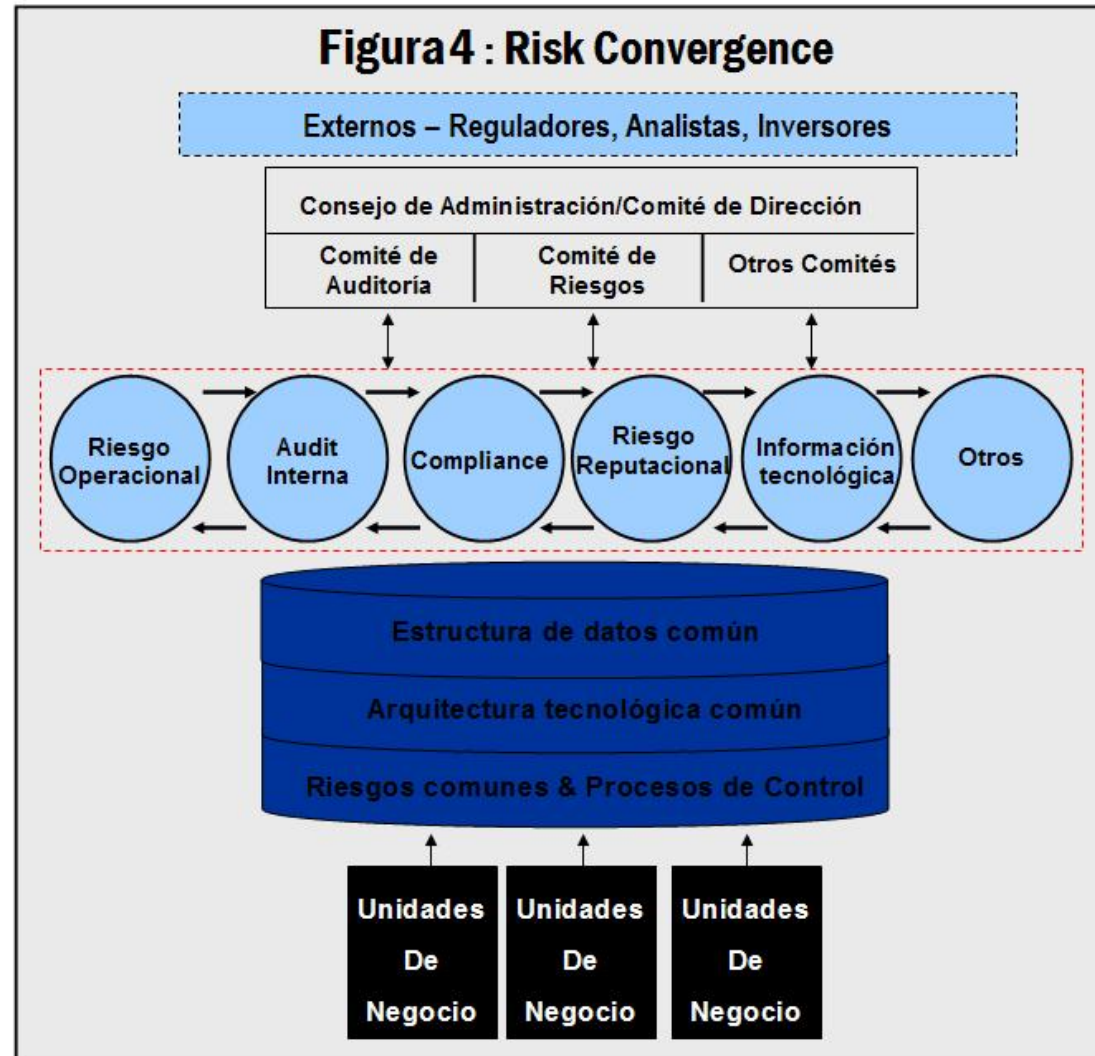 Figura 4 : Risk Convergence
Externos – Reguladores, Analistas, Inversores
Consejo de Administración/Comité de Dirección
Comité de
Auditoría
Comité de
Riesgos
Otros Comités
Riesgo
Operacional
Audit
Interna
Compliance
Riesgo
Reputacional
Información
tecnológica
Otros
Estructura de datos común
Arquitectura tecnológica común
Riesgos comunes & Procesos de Control
Unidades
De
Negocio
Unidades
De
Negocio
Unidades
De
Negocio